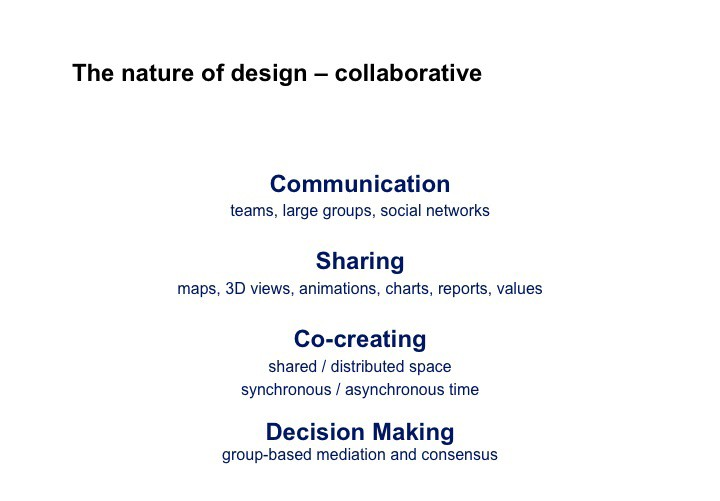 The nature of design – collaborative
Communication
teams, large groups, social networks
Sharing
maps, 3D views, animations, charts, reports, values
Co-creating
shared / distributed space
synchronous / asynchronous time
Decision Making
group-based mediation and consensus